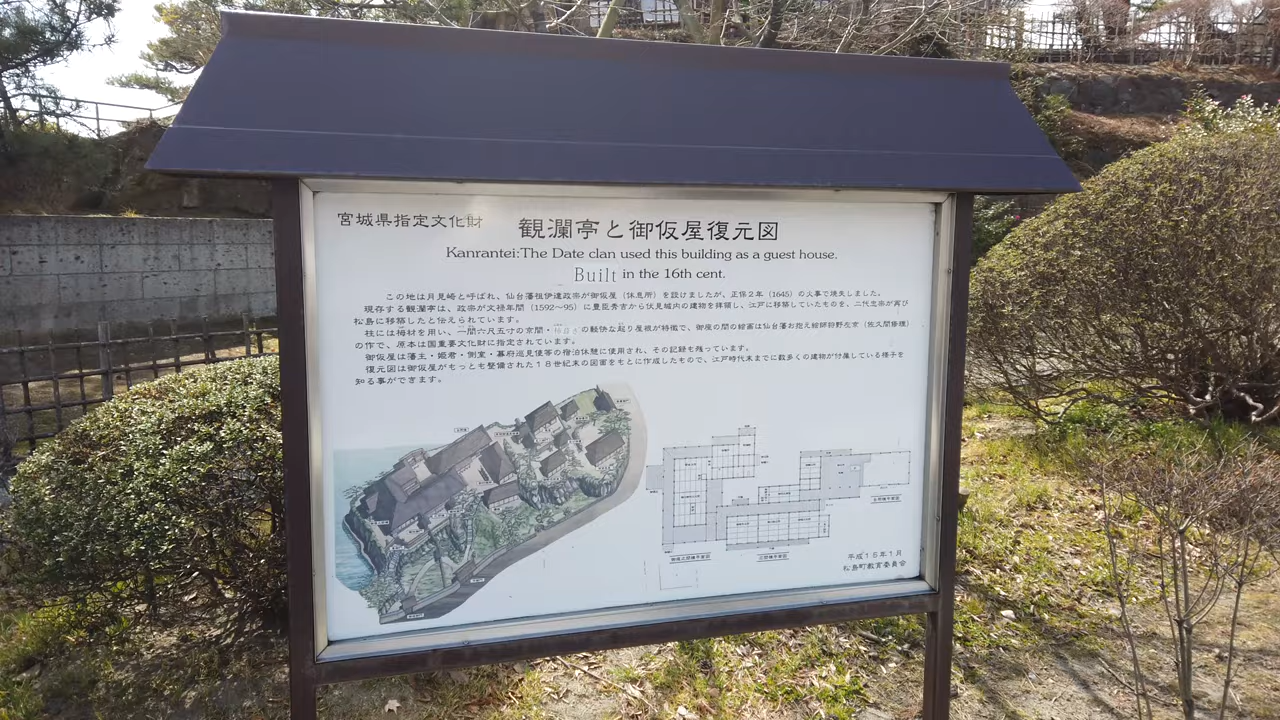 宮城県指定文化財
観瀾亭と御仮屋復元図
Kanrantei:The Date clan used this building as a guest house.
Built in the 16th cent.
この地は月見崎と呼ばれ、仙台藩祖伊達政宗が御仮屋(休息所)を設けましたが、正保2年(1645)の火事で焼失しました。
現存する観瀾亭は、政宗が文禄年間(1592~95)に豊臣秀吉から伏見城内の建物を拝領し、江戸に移築していたものを、二代忠宗が再び
松島に移築したと伝えられています。
柱には栂材を用い、一間六尺五寸の京間・の軽快な起り屋根が特徴で、御座の間の絵画は仙台藩お抱え絵師狩野左京(佐久間修理)
の作で、原本は国重要文化財に指定されています。
御仮屋は藩主・姫君・側室・幕府巡見使等の宿泊休憩に使用され、その記録も残っています。
復元図は御仮屋がもっとも整備された18世紀末の図面をもとに作成したもので、江戸時代末までに数多くの建物が付属している様子を
知る事ができます。
平成16年1月
松島町教育委員会